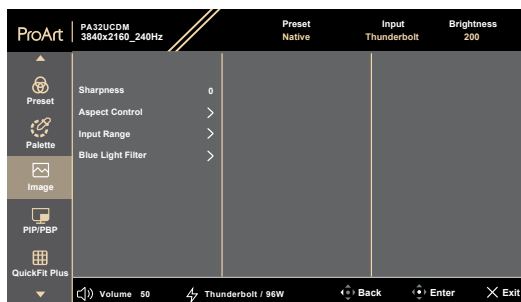 ProArt
PA32UCDM
3840x2160_240Hz
Preset
Native
Input
Thunderbolt
Brightness
200
Preset
Palette
Image
PIP/PBP
QuickFit Plus
Sharpness 0
Aspect Control
Input Range
Blue Light Filter
Volume 50
Thunderbolt / 96W
Back
Enter
Exit